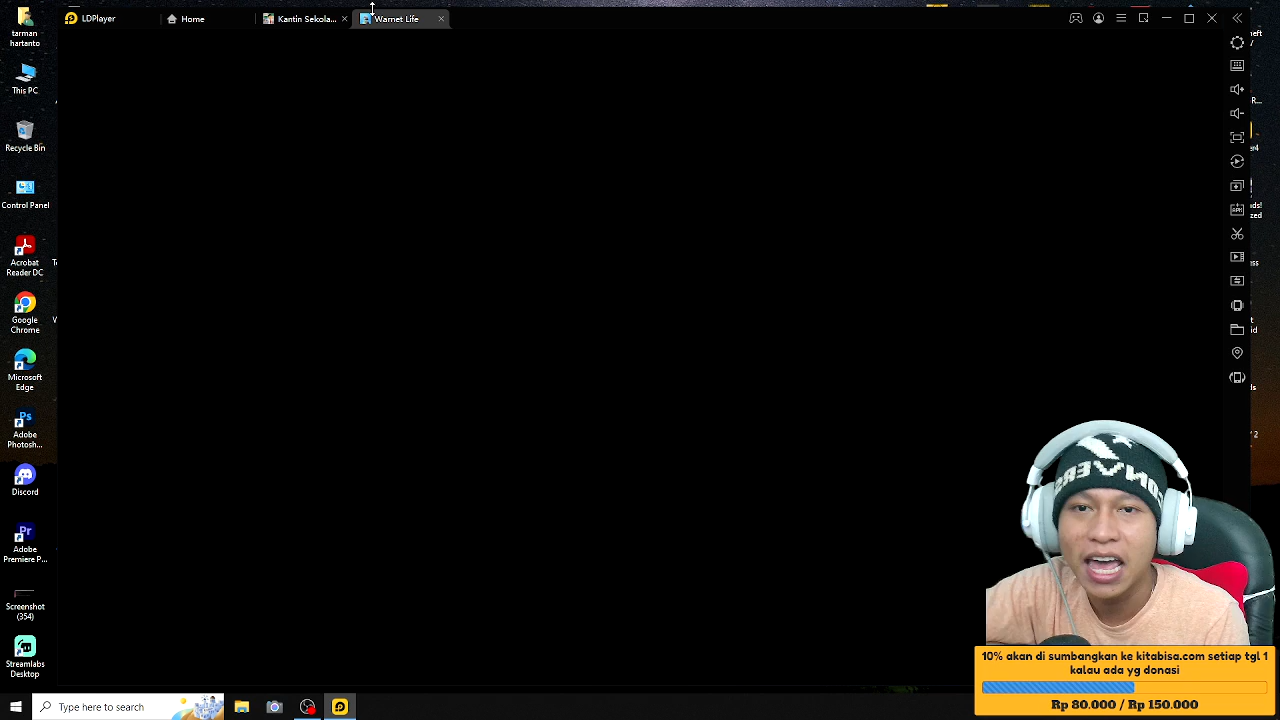 LDPlayer
Home
Kantin Sekola...
Warnet Life
tarman
hartanto
This PC
Recycle Bin
Control Panel
Acrobat
Reader DC
Google
Chrome
Microsoft
Edge
Adobe
Photosh...
Discord
Adobe
Premiere P...
Screenshot
(354)
Streamlabs
Desktop
CONVERS
10% akan di sumbangkan ke kitabisa.com setiap tgl 1
kalau ada yg donasi
Rp 80.000 / Rp 150.000
Type here to search